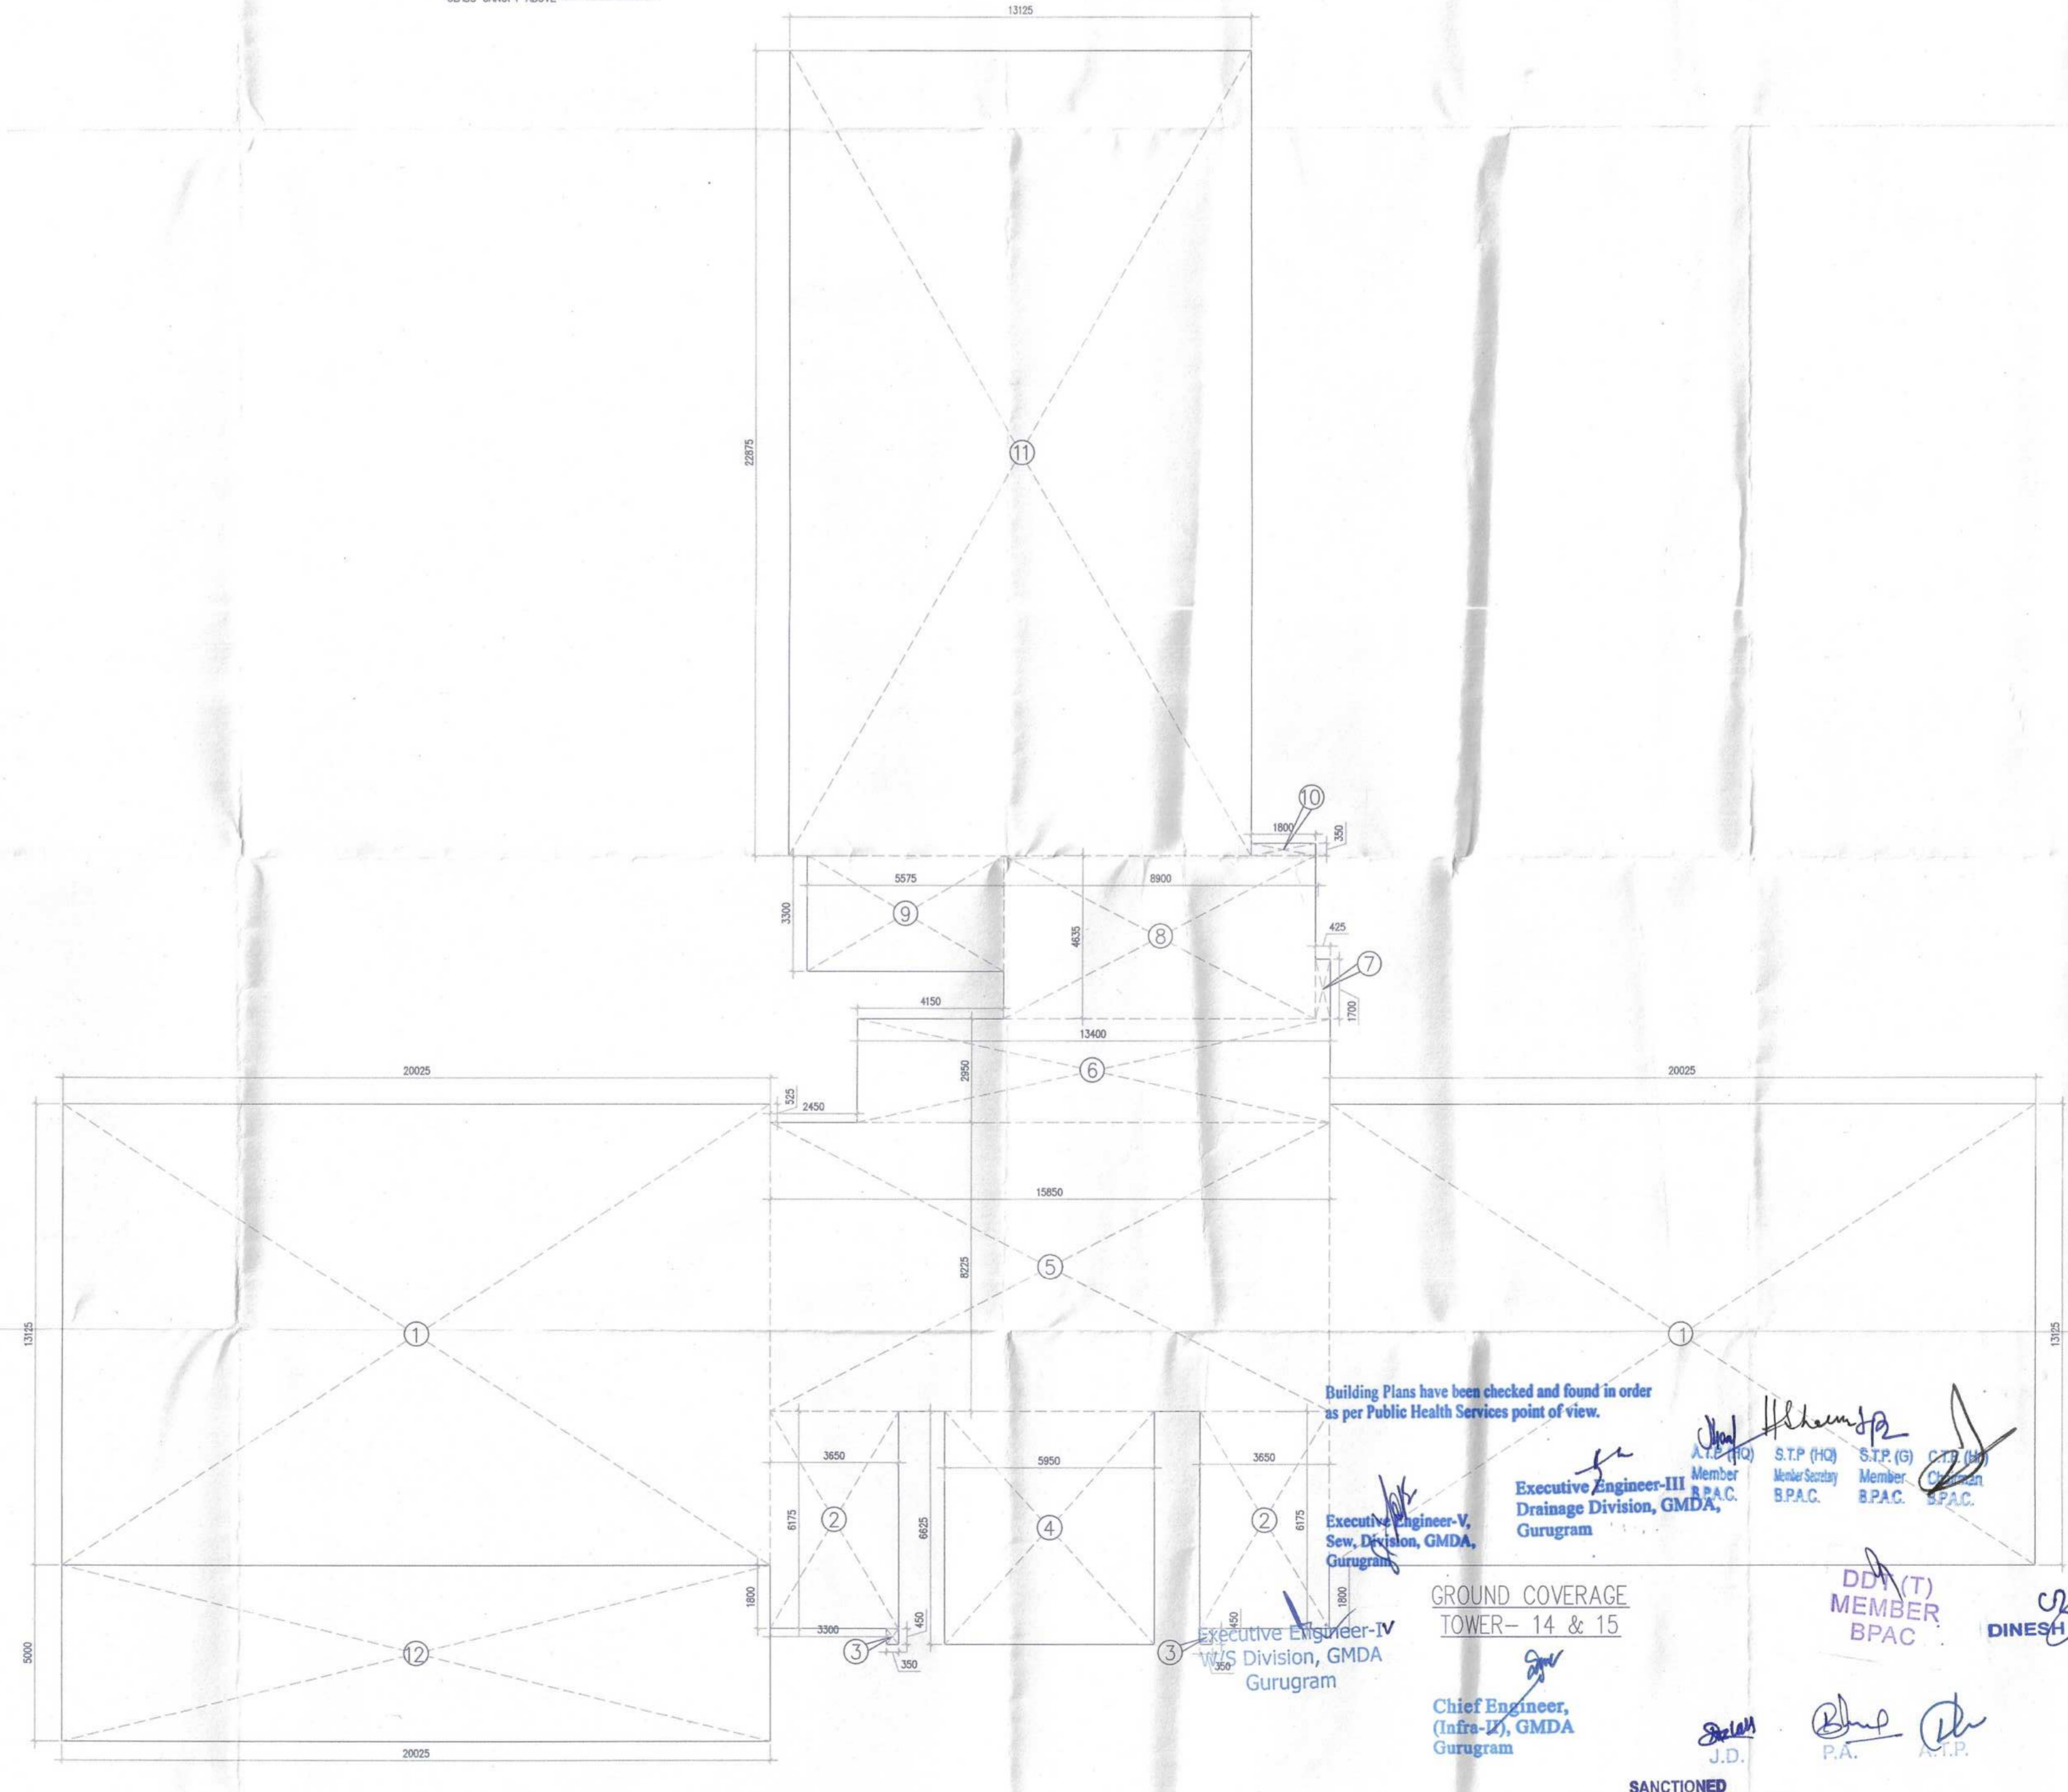 13125
22875
11
10
1800
350
5575
8900
3300
9
4635
8
425
7
1700
4150
13400
2950
6
20025
525
2450
20025
15850
8225
5
13125
1
1
13125
Building Plans have been checked and found in order
as per Public Health Services point of view.
3650
5950
3650
6175
2
6625
4
2
6175
A.T.P (HQ)
Member
B.P.A.C.
S.T.P (HQ)
Member Secretary
B.P.A.C.
S.T.P. (G)
Member
B.P.A.C.
Chairman
B.P.A.C.
Executive Engineer-III
Drainage Division, GMDA,
Gurugram
Executive Engineer-V,
Sew, Division, GMDA,
Gurugram
1800
3300
450
3
350
3
450
350
1800
Executive Engineer-IV
W/S Division, GMDA
Gurugram
GROUND COVERAGE
TOWER- 14 & 15
DDT (T)
MEMBER
BPAC
DINESH
5000
12
20025
Chief Engineer,
(Infra-II), GMDA
Gurugram
J.D.
P.A.
A.T.P.
SANCTIONED